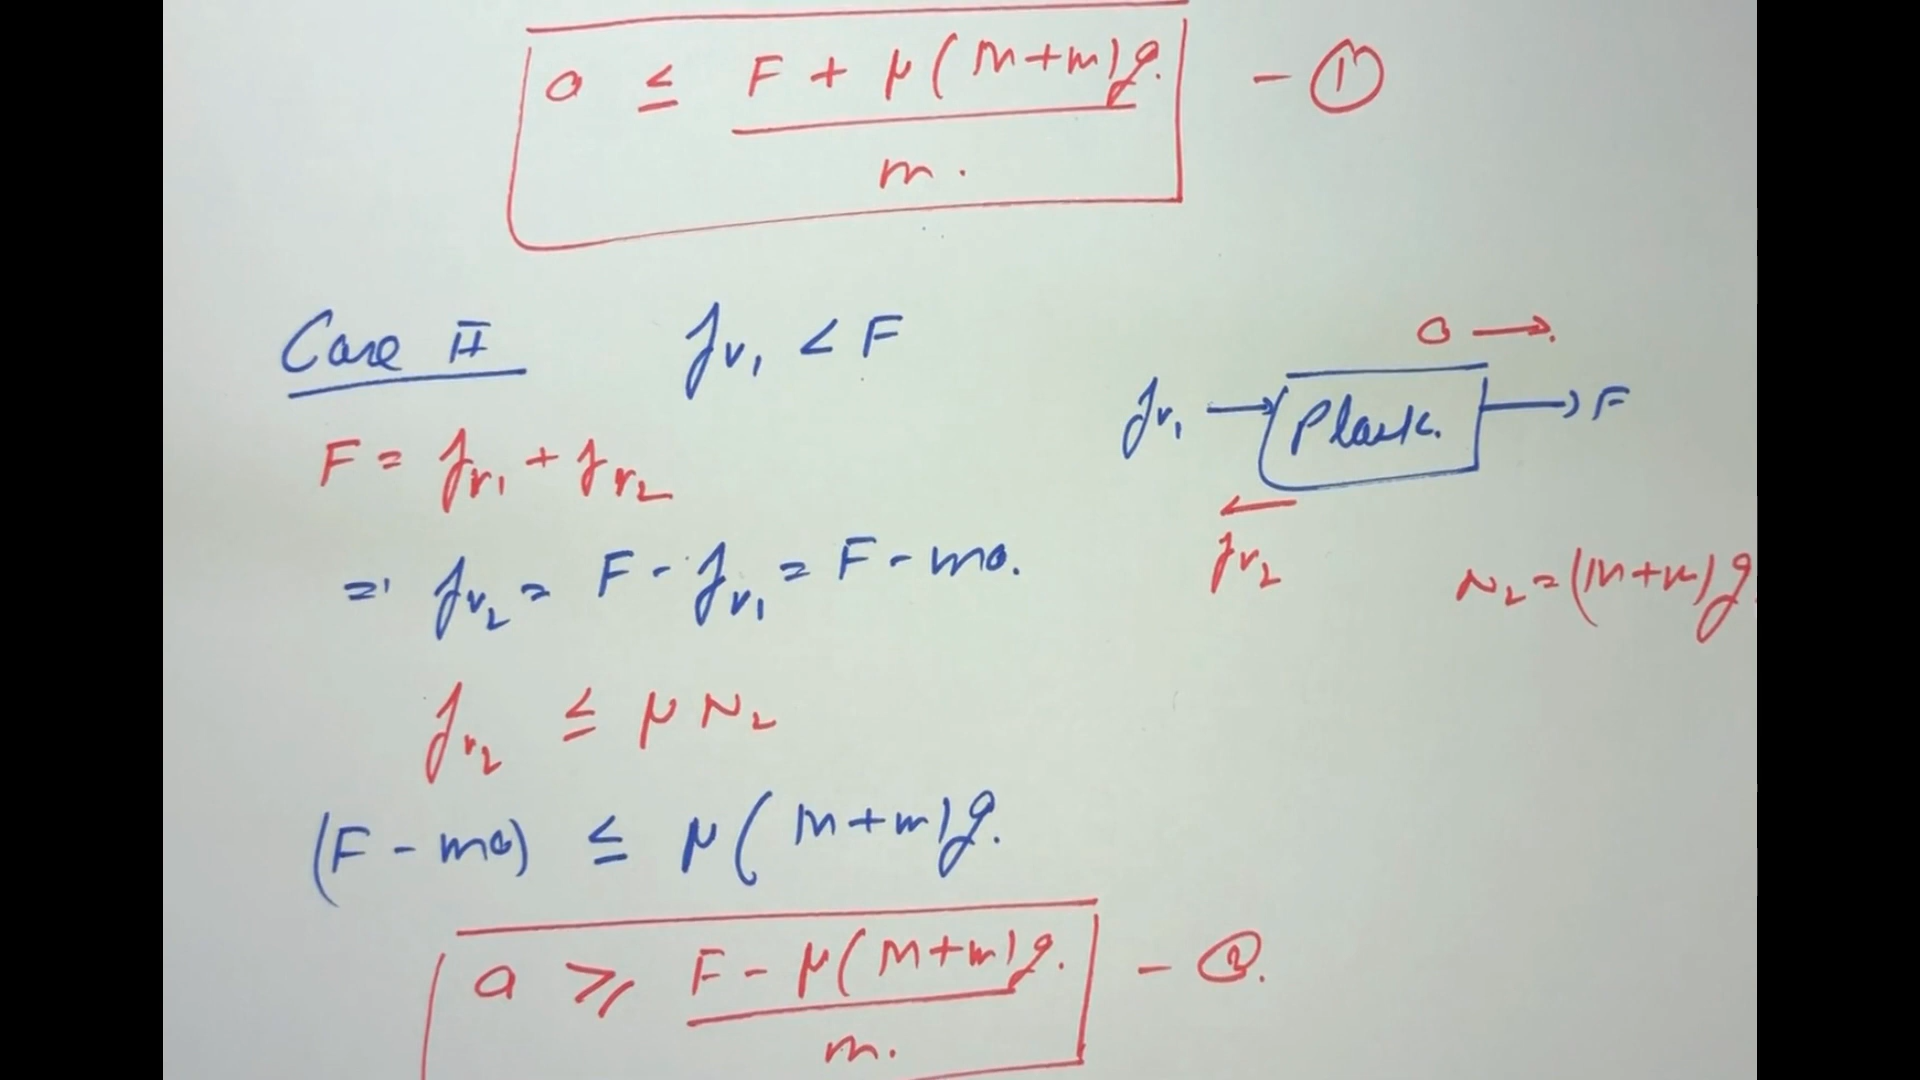 a ≤ F + μ(M+m)g. / m. - ①
Case II fr₁ < F
a →.
fr₁ → Plank. → F
F = fr₁ + fr₂
← fr₂
N₂ = (M+m)g.
⇒ fr₂ = F - fr₁ = F - ma.
fr₂ ≤ μN₂
(F - ma) ≤ μ(M+m)g.
a ≥ F - μ(M+m)g. / m. - ②.